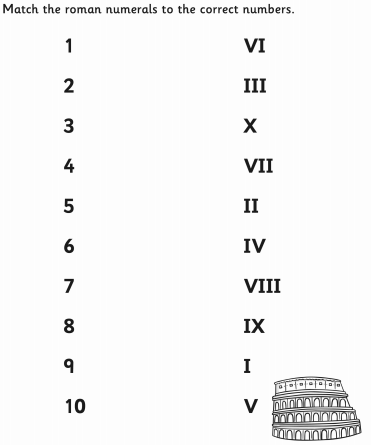 Match the roman numerals to the correct numbers.
1 VI
2 III
3 X
4 VII
5 II
6 IV
7 VIII
8 IX
9 I
10 V